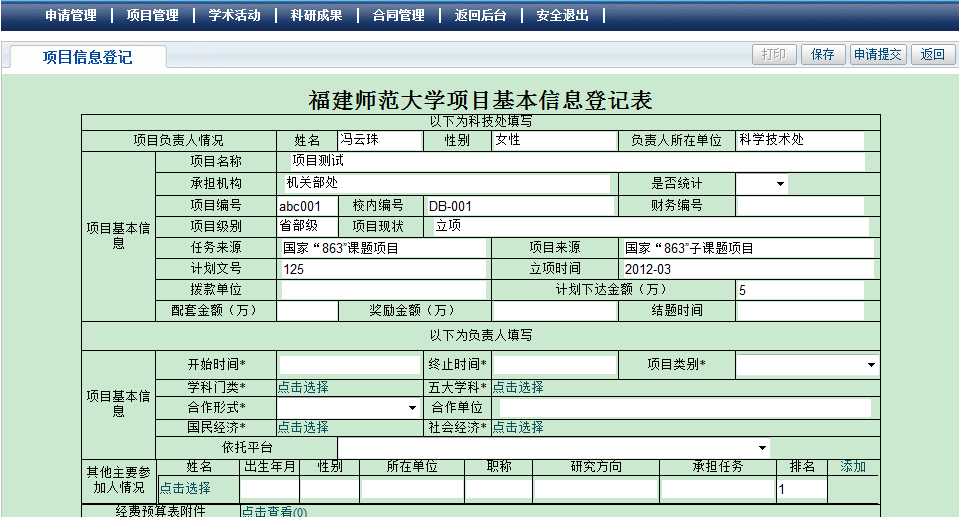 申请管理 项目管理 学术活动 科研成果 合同管理 返回后台 安全退出
项目信息登记 打印 保存 申请提交 返回
福建师范大学项目基本信息登记表
以下为科技处填写
项目负责人情况 姓名 冯云珠 性别 女性 负责人所在单位 科学技术处
项目基本信息
项目名称 项目测试
承担机构 机关部处 是否统计
项目编号 abc001 校内编号 DB-001 财务编号
项目级别 省部级 项目现状 立项
任务来源 国家“863”课题项目 项目来源 国家“863”子课题项目
计划文号 125 立项时间 2012-03
拨款单位 计划下达金额（万） 5
配套金额（万） 奖励金额（万） 结题时间
以下为负责人填写
项目基本信息
开始时间* 终止时间* 项目类别*
学科门类* 点击选择 五大学科* 点击选择
合作形式* 合作单位
国民经济* 点击选择 社会经济* 点击选择
依托平台
其他主要参加人情况
姓名 出生年月 性别 所在单位 职称 研究方向 承担任务 排名 添加
点击选择 1
经费预算表附件 点击查看(0)